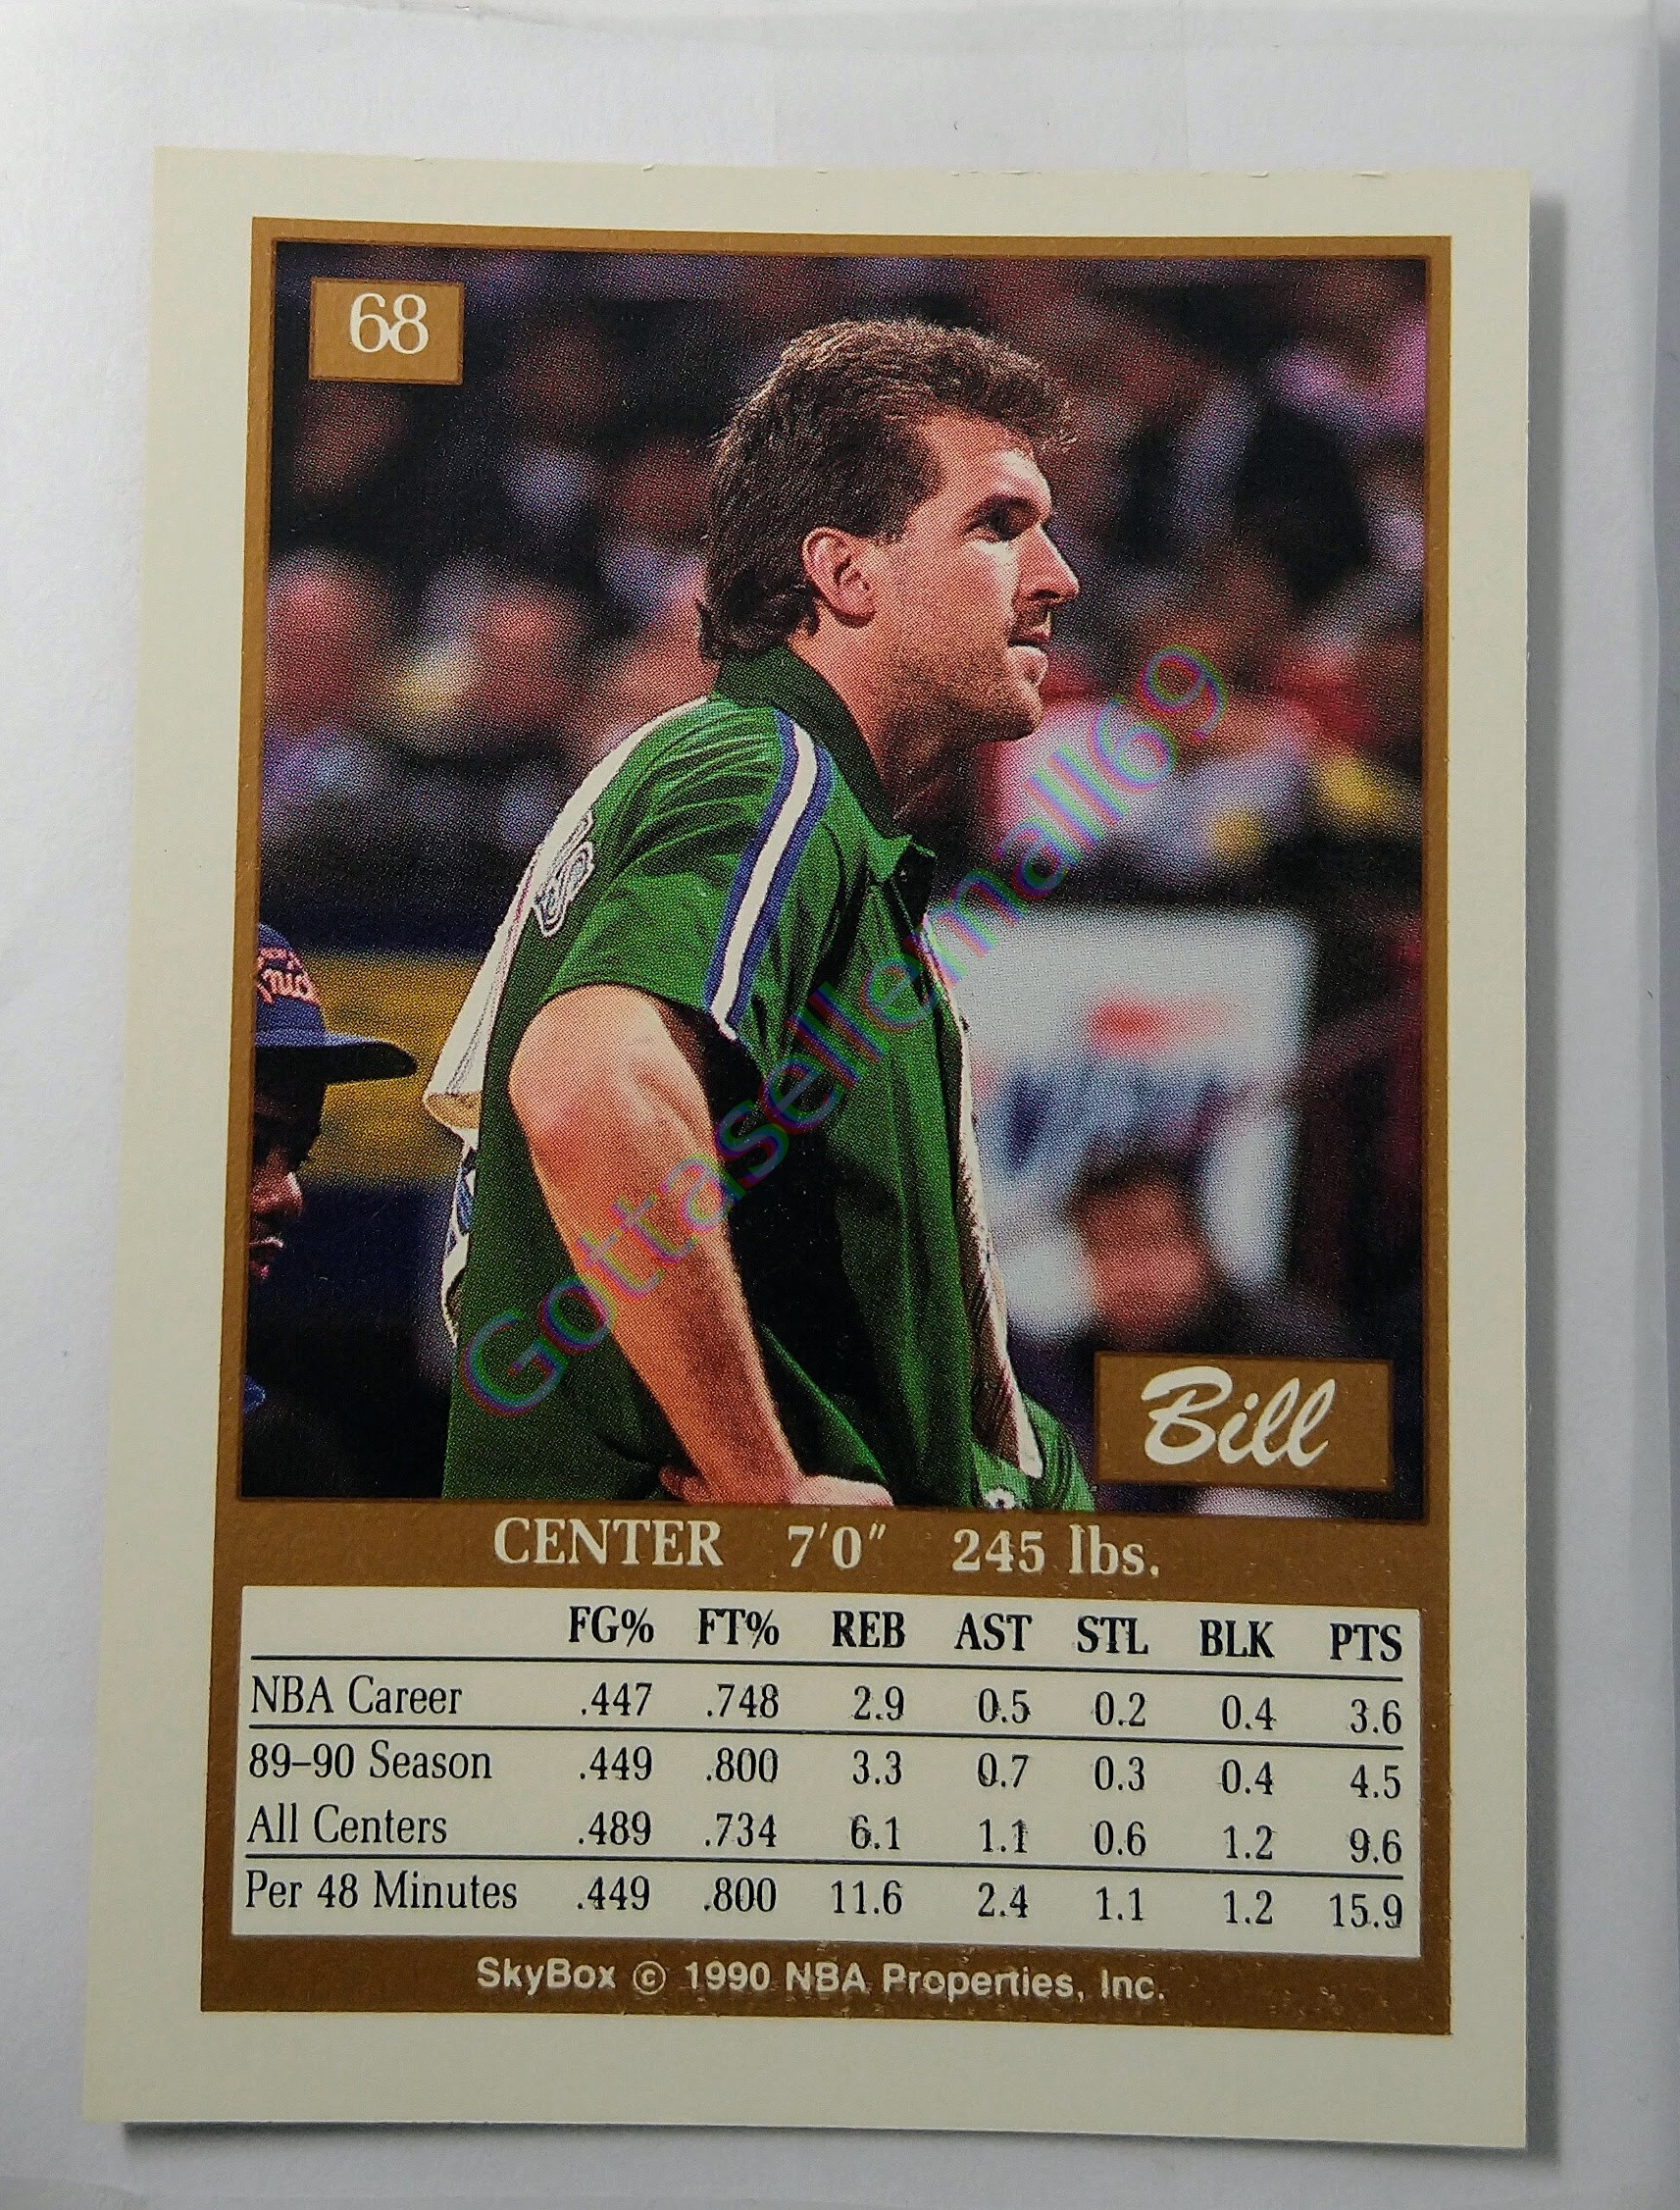 68
Gottasellemall69
Bill
CENTER 7'0" 245 lbs.
FG% FT% REB AST STL BLK PTS
NBA Career .447 .748 2.9 0.5 0.2 0.4 3.6
89–90 Season .449 .800 3.3 0.7 0.3 0.4 4.5
All Centers .489 .734 6.1 1.1 0.6 1.2 9.6
Per 48 Minutes .449 .800 11.6 2.4 1.1 1.2 15.9
SkyBox © 1990 NBA Properties, Inc.